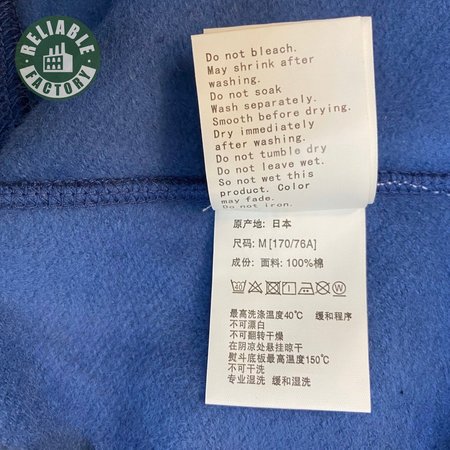 RELIABLE
FACTORY
Do not bleach.
May shrink after
washing.
Do not soak
Wash separately.
Smooth before drying.
Dry immediately
after washing.
Do not tumble dry
Do not leave wet.
So not wet this
product. Color
may fade.
Do not iron.
原产地: 日本
尺码: M [170/76A]
成份: 面料: 100%棉
最高洗涤温度40℃ 缓和程序
不可漂白
不可翻转干燥
在阴凉处悬挂晾干
熨斗底板最高温度150℃
不可干洗
专业湿洗 缓和湿洗